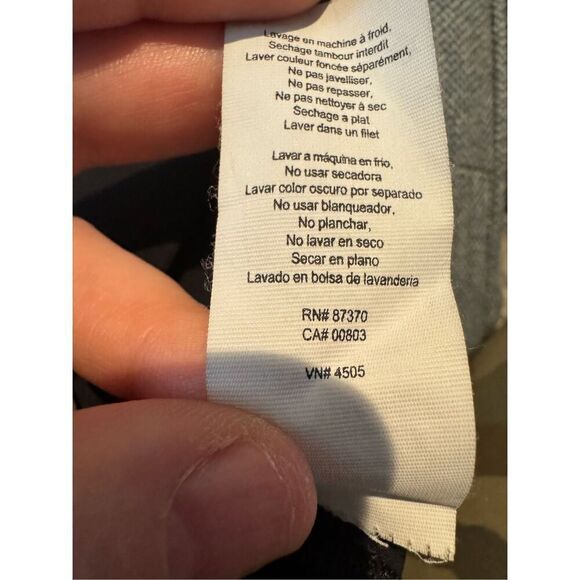 Lavage en machine à froid,
Sechage tambour interdit
Laver couleur foncée séparément,
Ne pas javelliser,
Ne pas repasser,
Ne pas nettoyer à sec
Sechage a plat
Laver dans un filet
Lavar a máquina en frio,
No usar secadora
Lavar color oscuro por separado
No usar blanqueador,
No planchar,
No lavar en seco
Secar en plano
Lavado en bolsa de lavanderia
RN# 87370
CA# 00803
VN# 4505